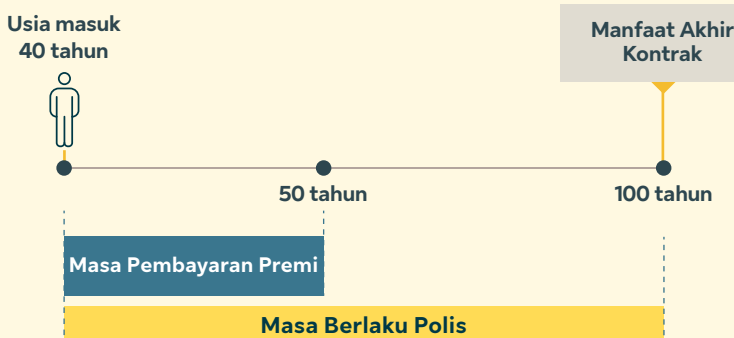 Usia masuk
40 tahun
Manfaat Akhir
Kontrak
50 tahun
100 tahun
Masa Pembayaran Premi
Masa Berlaku Polis